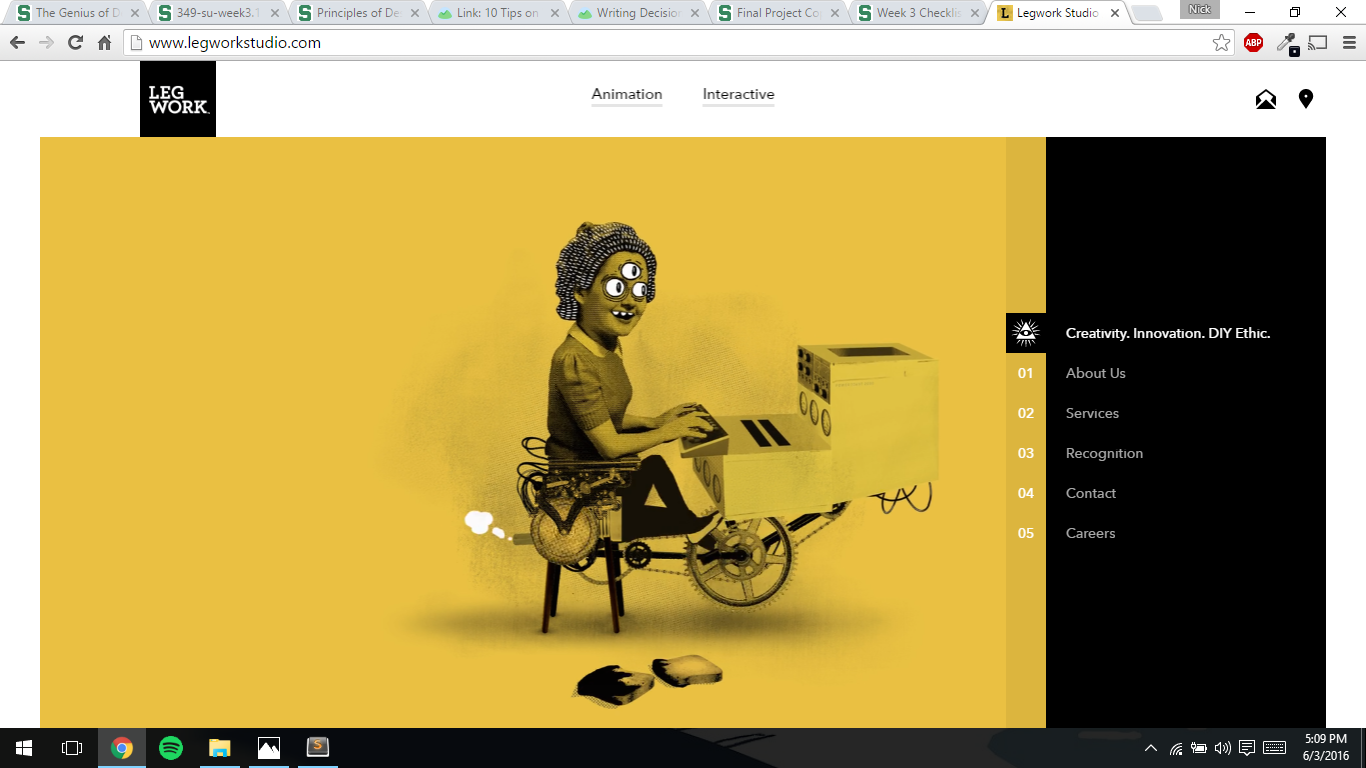 The Genius of D
349-su-week3.1
Principles of De
Link: 10 Tips on
Writing Decision
Final Project Co
Week 3 Checklis
Legwork Studio
Nick
www.legworkstudio.com
ABP
LEG
WORK.
Animation
Interactive
Creativity. Innovation. DIY Ethic.
01 About Us
02 Services
03 Recognition
04 Contact
05 Careers
5:09 PM
6/3/2016